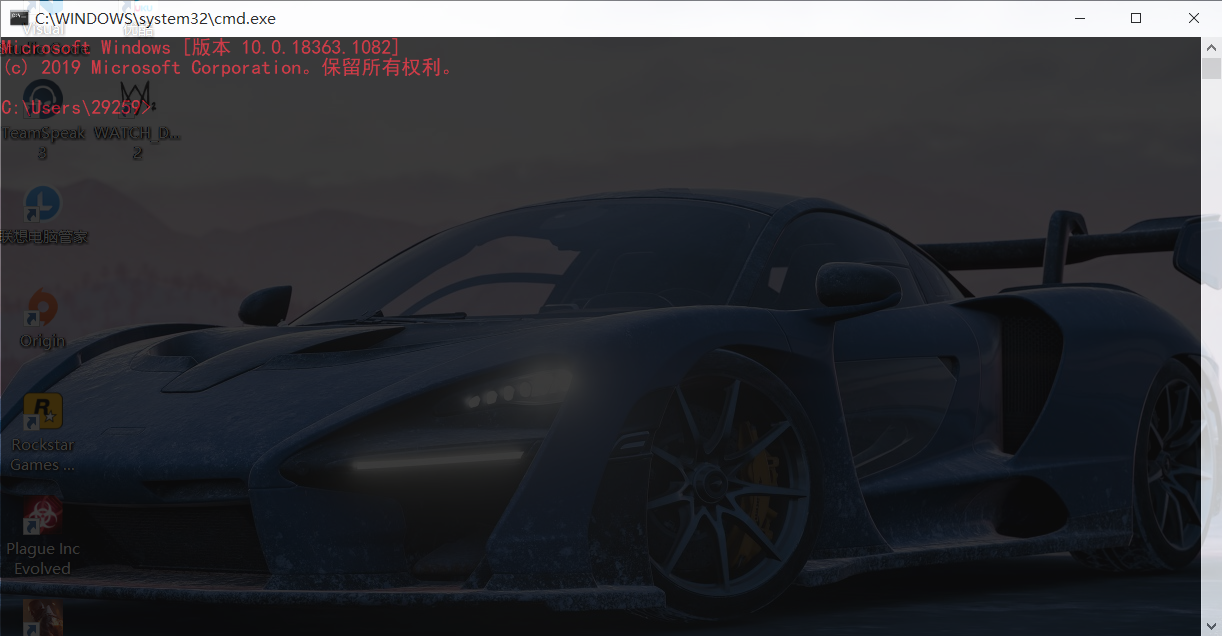 C:\WINDOWS\system32\cmd.exe
Visual
Microsoft Windows [版本 10.0.18363.1082]
(c) 2019 Microsoft Corporation。保留所有权利。
C:\Users\29269>
TeamSpeak
3
WATCH_D...
2
联想电脑管家
Origin
Rockstar
Games ...
Plague Inc
Evolved